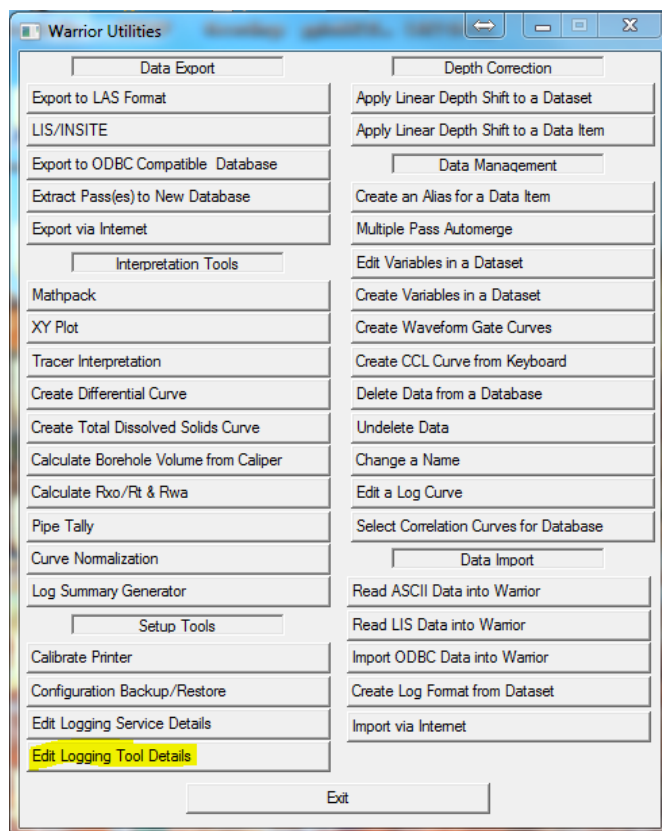 Warrior Utilities
Data Export
Export to LAS Format
LIS/INSITE
Export to ODBC Compatible Database
Extract Pass(es) to New Database
Export via Internet
Interpretation Tools
Mathpack
XY Plot
Tracer Interpretation
Create Differential Curve
Create Total Dissolved Solids Curve
Calculate Borehole Volume from Caliper
Calculate Rxo/Rt & Rwa
Pipe Tally
Curve Normalization
Log Summary Generator
Setup Tools
Calibrate Printer
Configuration Backup/Restore
Edit Logging Service Details
Edit Logging Tool Details
Depth Correction
Apply Linear Depth Shift to a Dataset
Apply Linear Depth Shift to a Data Item
Data Management
Create an Alias for a Data Item
Multiple Pass Automerge
Edit Variables in a Dataset
Create Variables in a Dataset
Create Waveform Gate Curves
Create CCL Curve from Keyboard
Delete Data from a Database
Undelete Data
Change a Name
Edit a Log Curve
Select Correlation Curves for Database
Data Import
Read ASCII Data into Warrior
Read LIS Data into Warrior
Import ODBC Data into Warrior
Create Log Format from Dataset
Import via Internet
Exit